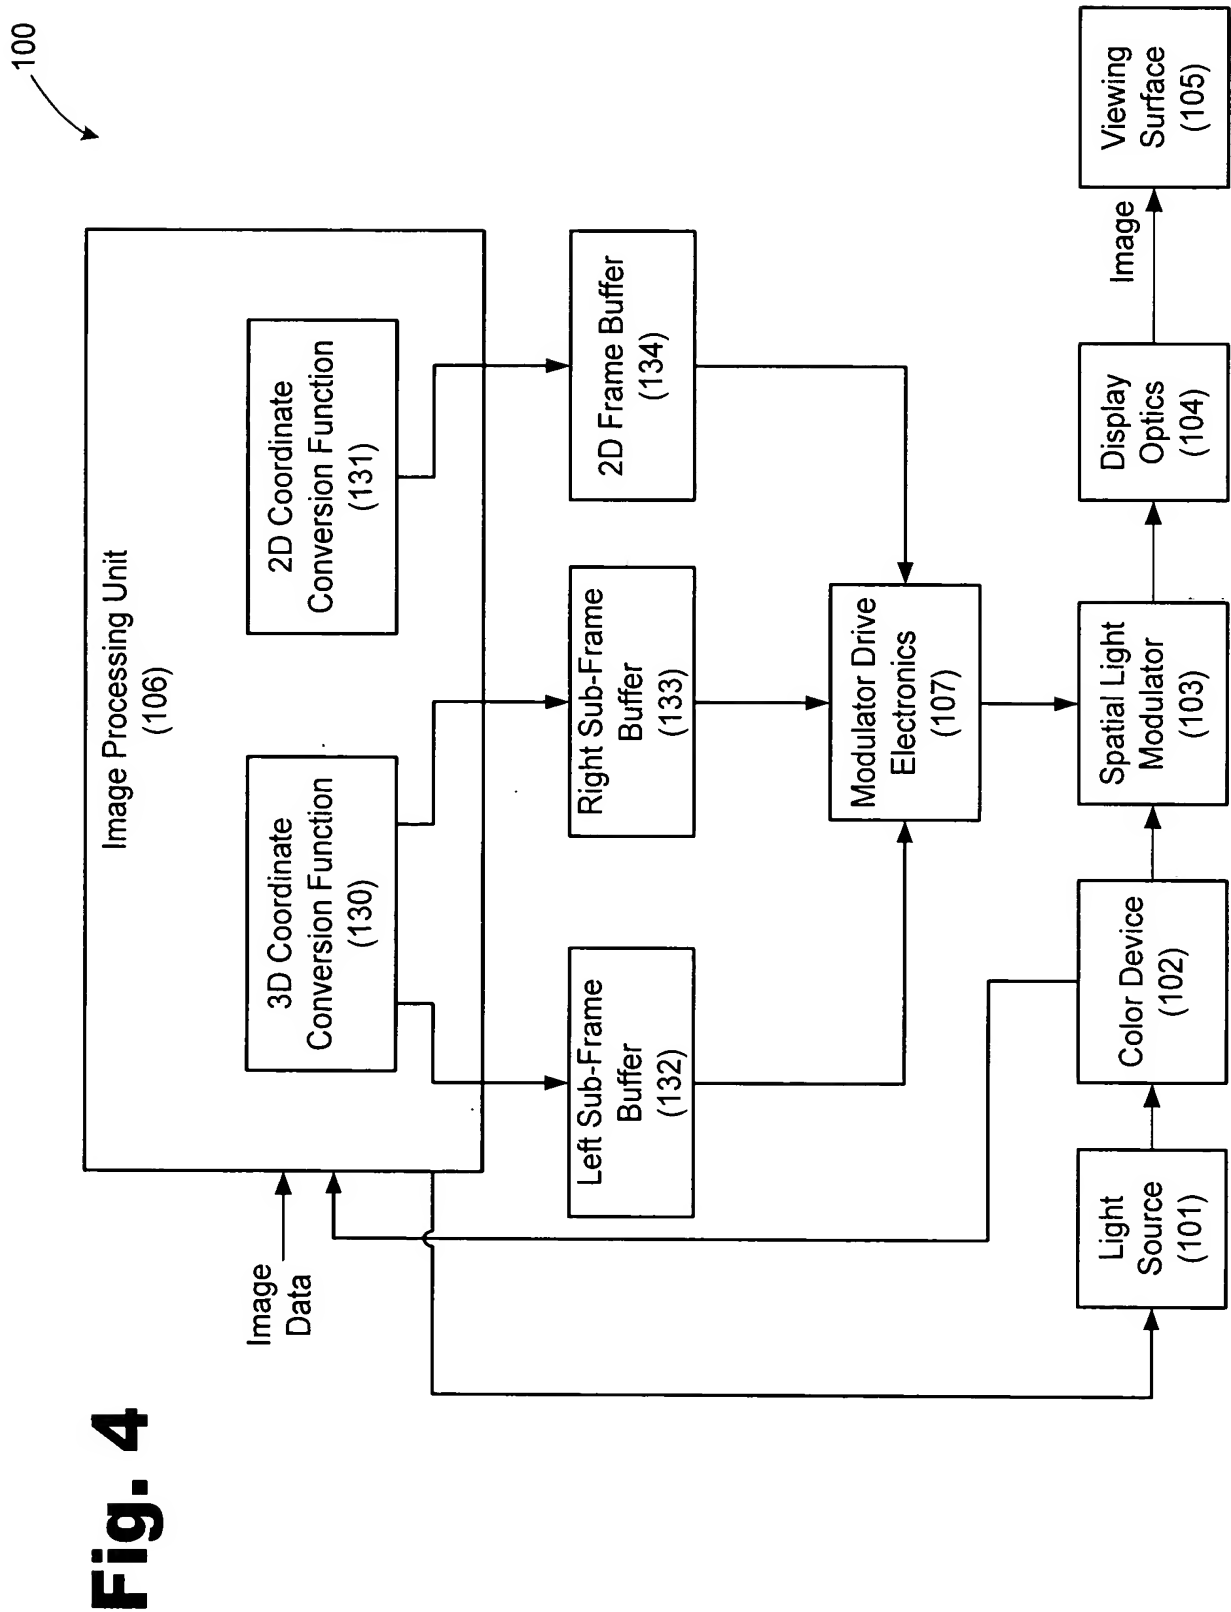 Fig. 4
100
Image Processing Unit
(106)
3D Coordinate
Conversion Function
(130)
2D Coordinate
Conversion Function
(131)
Image
Data
Left Sub-Frame
Buffer
(132)
Right Sub-Frame
Buffer
(133)
2D Frame Buffer
(134)
Modulator Drive
Electronics
(107)
Light
Source
(101)
Color Device
(102)
Spatial Light
Modulator
(103)
Display
Optics
(104)
Image
Viewing
Surface
(105)